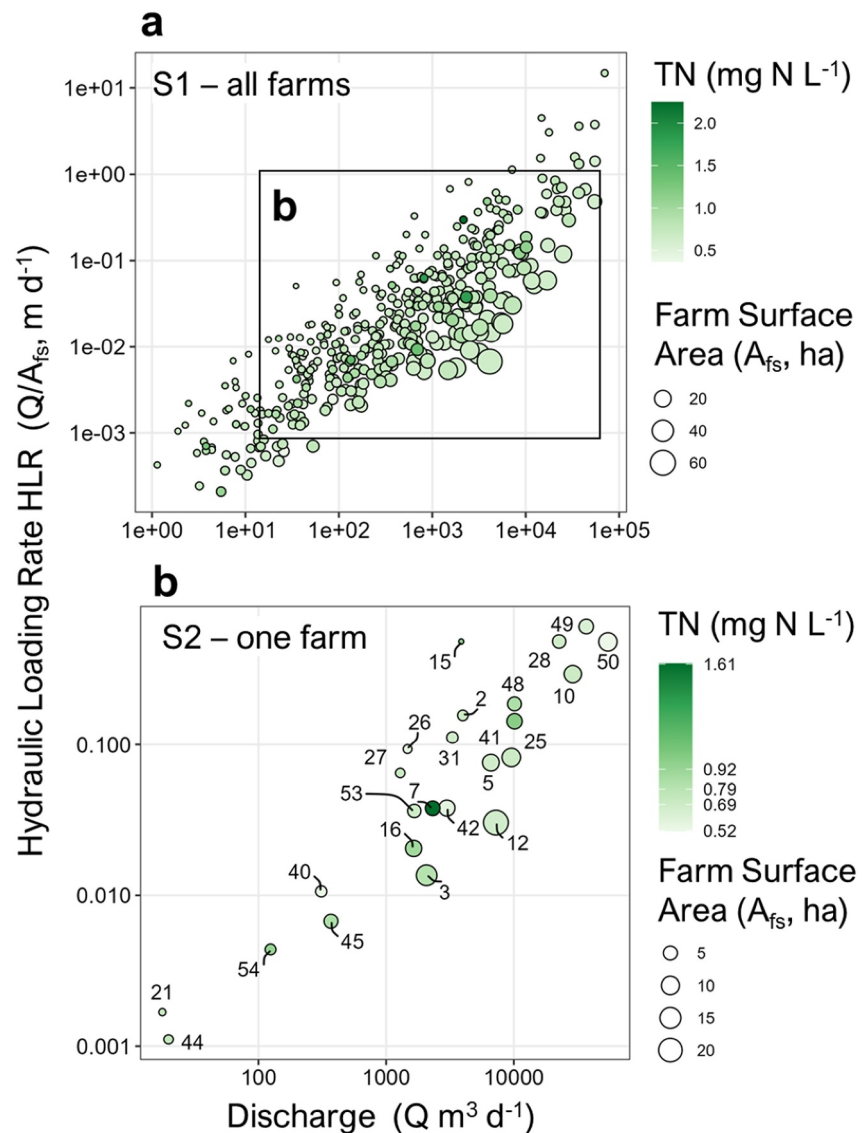 a
S1 – all farms
b
1e+01
1e+00
1e-01
1e-02
1e-03
1e+00 1e+01 1e+02 1e+03 1e+04 1e+05
TN (mg N L-1)
2.0
1.5
1.0
0.5
Farm Surface
Area (Afs, ha)
20
40
60
Hydraulic Loading Rate HLR (Q/Afs, m d-1)
b
S2 – one farm
0.100
0.010
0.001
100 1000 10000
49
15
28
50
10
48
2
26
41
25
31
27
5
7
53
42
12
16
3
40
45
54
21
44
TN (mg N L-1)
1.61
0.92
0.79
0.69
0.52
Farm Surface
Area (Afs, ha)
5
10
15
20
Discharge (Q m3 d-1)